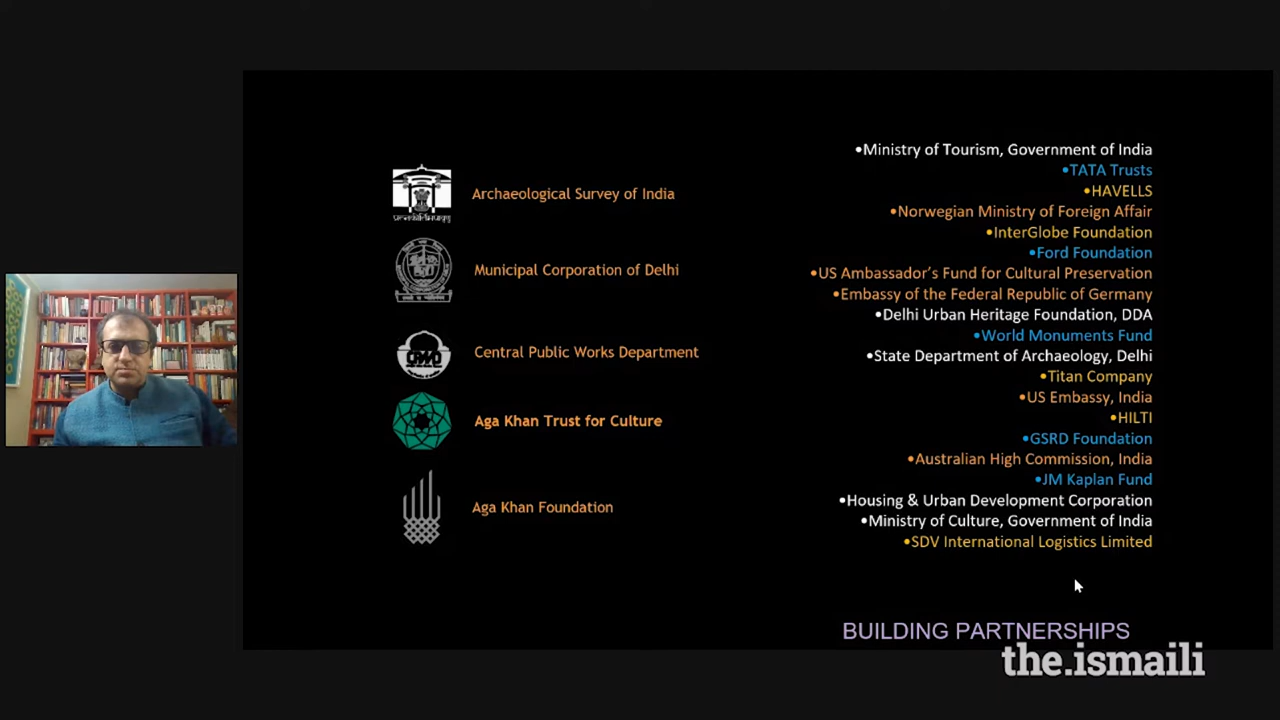 Archaeological Survey of India
Municipal Corporation of Delhi
Central Public Works Department
Aga Khan Trust for Culture
Aga Khan Foundation
•Ministry of Tourism, Government of India
•TATA Trusts
•HAVELLS
•Norwegian Ministry of Foreign Affair
•InterGlobe Foundation
•Ford Foundation
•US Ambassador's Fund for Cultural Preservation
•Embassy of the Federal Republic of Germany
•Delhi Urban Heritage Foundation, DDA
•World Monuments Fund
•State Department of Archaeology, Delhi
•Titan Company
•US Embassy, India
•HILTI
•GSRD Foundation
•Australian High Commission, India
•JM Kaplan Fund
•Housing & Urban Development Corporation
•Ministry of Culture, Government of India
•SDV International Logistics Limited
BUILDING PARTNERSHIPS
the.ismaili